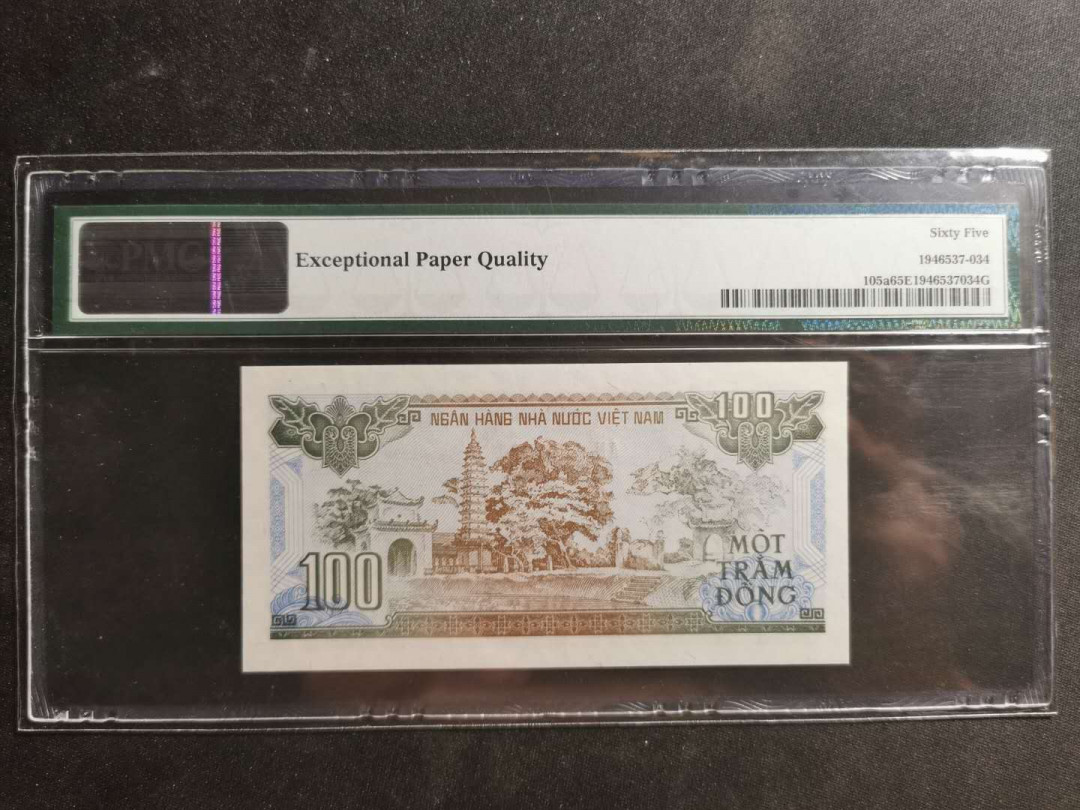 PMG
Exceptional Paper Quality
Sixty Five
1946537-034
105a65E1946537034G
NGÂN HÀNG NHÀ NƯỚC VIỆT NAM
100
100
MỘT
TRĂM
ĐỒNG